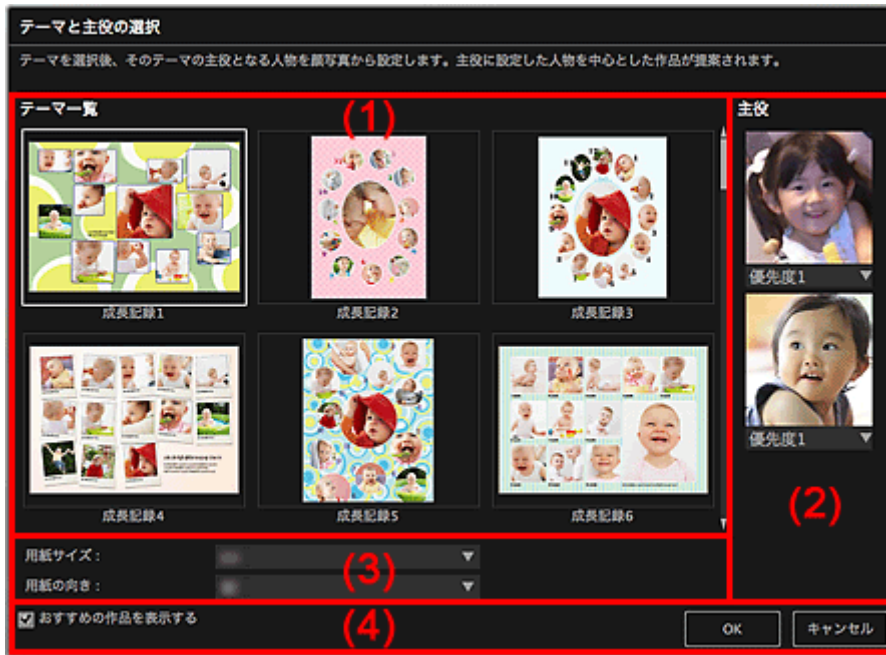 テーマと主役の選択
テーマを選択後、そのテーマの主役となる人物を顔写真から設定します。主役に設定した人物を中心とした作品が提案されます。
テーマ一覧
(1)
成長記録1
成長記録2
成長記録3
成長記録4
成長記録5
成長記録6
主役
優先度1
優先度1
(2)
用紙サイズ：
用紙の向き：
(3)
おすすめの作品を表示する
(4)
OK
キャンセル